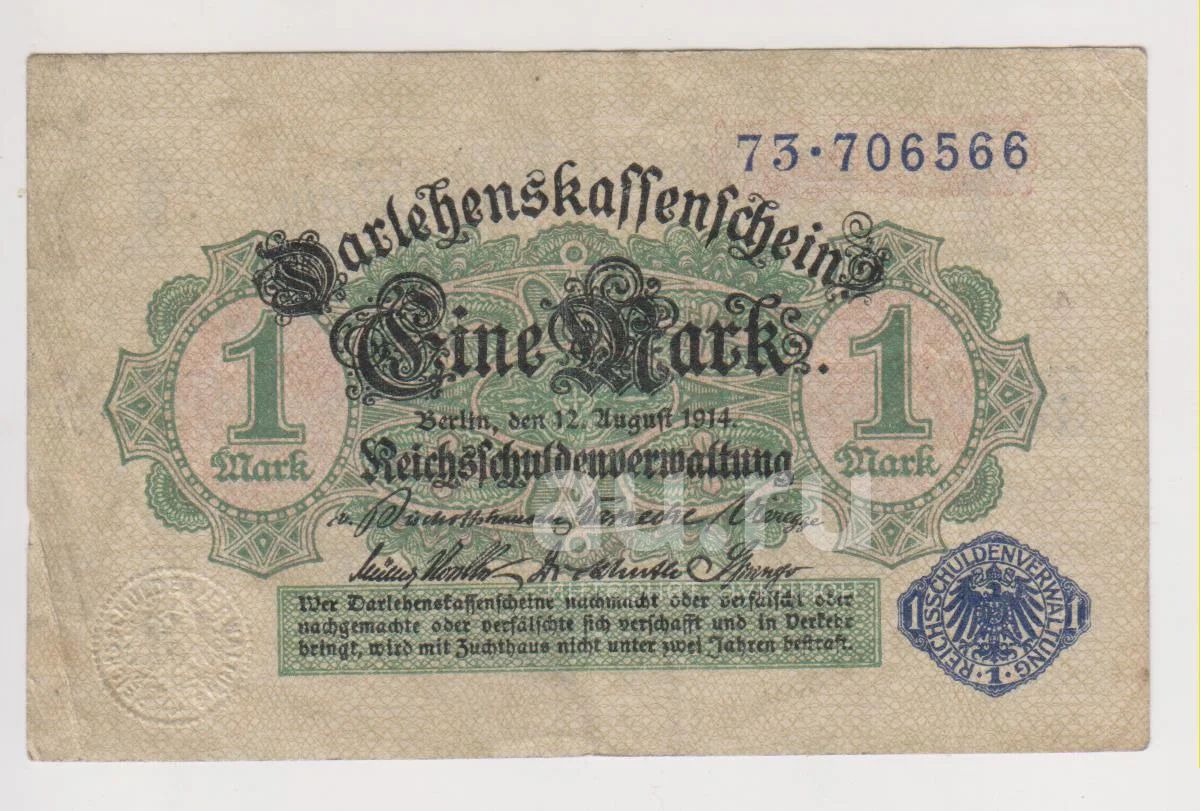 73·706566
Darlehenskassenschein
Eine Mark.
1 Mark
1 Mark
Berlin, den 12. August 1914.
Reichsschuldenverwaltung
au.ru
Wer Darlehenskassenscheine nachmacht oder verfälscht oder
nachgemachte oder verfälschte sich verschafft und in Verkehr
bringt, wird mit Zuchthaus nicht unter zwei Jahren bestraft.
REICHSSCHULDENVERWALTUNG
1 1
·1·